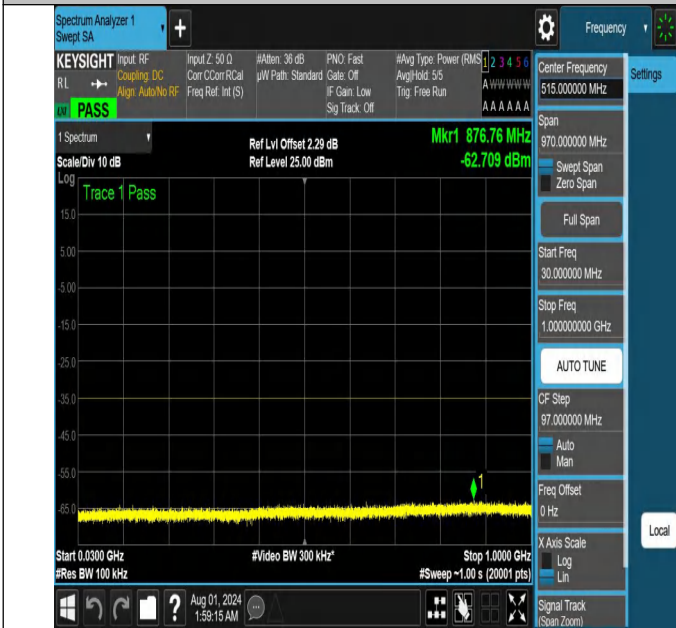 Spectrum Analyzer 1
Swept SA
+
Frequency
KEYSIGHT
Input: RF
Input Z: 50 Ω
#Atten: 36 dB
PNO: Fast
#Avg Type: Power (RMS
1 2 3 4 5 6
RL
Coupling: DC
Corr CCorr RCal
µW Path: Standard
Gate: Off
Avg|Hold: 5/5
A W W W W W
Align: Auto/No RF
Freq Ref: Int (S)
IF Gain: Low
Trig: Free Run
Sig Track: Off
A A A A A A
PASS
1 Spectrum
Ref Lvl Offset 2.29 dB
Mkr1 876.76 MHz
Scale/Div 10 dB
Ref Level 25.00 dBm
-62.709 dBm
Log
Trace 1 Pass
15.0
5.00
-5.00
-15.0
-25.0
-35.0
-45.0
-55.0
-65.0
1
Start 0.0300 GHz
#Video BW 300 kHz*
Stop 1.0000 GHz
#Res BW 100 kHz
#Sweep ~1.00 s (20001 pts)
?
Aug 01, 2024
1:59:15 AM
Center Frequency
515.000000 MHz
Settings
Span
970.000000 MHz
Swept Span
Zero Span
Full Span
Start Freq
30.000000 MHz
Stop Freq
1.000000000 GHz
AUTO TUNE
CF Step
97.000000 MHz
Auto
Man
Freq Offset
0 Hz
Local
X Axis Scale
Log
Lin
Signal Track
(Span Zoom)